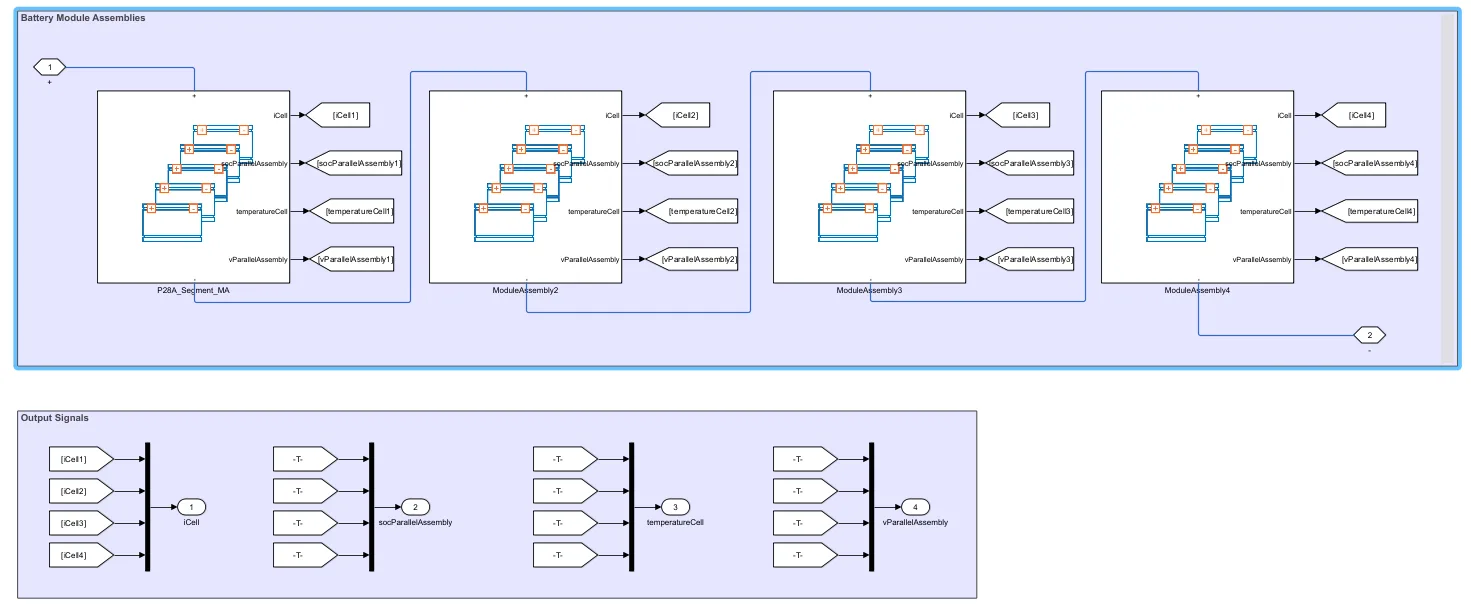 Battery Module Assemblies
1
+
+
iCell
[iCell1]
socParallelAssembly
[socParallelAssembly1]
temperatureCell
[temperatureCell1]
vParallelAssembly
[vParallelAssembly1]
-
P28A_Segment_MA
+
iCell
[iCell2]
socParallelAssembly
[socParallelAssembly2]
temperatureCell
[temperatureCell2]
vParallelAssembly
[vParallelAssembly2]
-
ModuleAssembly2
+
iCell
[iCell3]
socParallelAssembly
[socParallelAssembly3]
temperatureCell
[temperatureCell3]
vParallelAssembly
[vParallelAssembly3]
-
ModuleAssembly3
+
iCell
[iCell4]
socParallelAssembly
[socParallelAssembly4]
temperatureCell
[temperatureCell4]
vParallelAssembly
[vParallelAssembly4]
-
ModuleAssembly4
2
-
Output Signals
[iCell1]
[iCell2]
[iCell3]
[iCell4]
1
iCell
-T-
-T-
-T-
-T-
2
socParallelAssembly
-T-
-T-
-T-
-T-
3
temperatureCell
-T-
-T-
-T-
-T-
4
vParallelAssembly